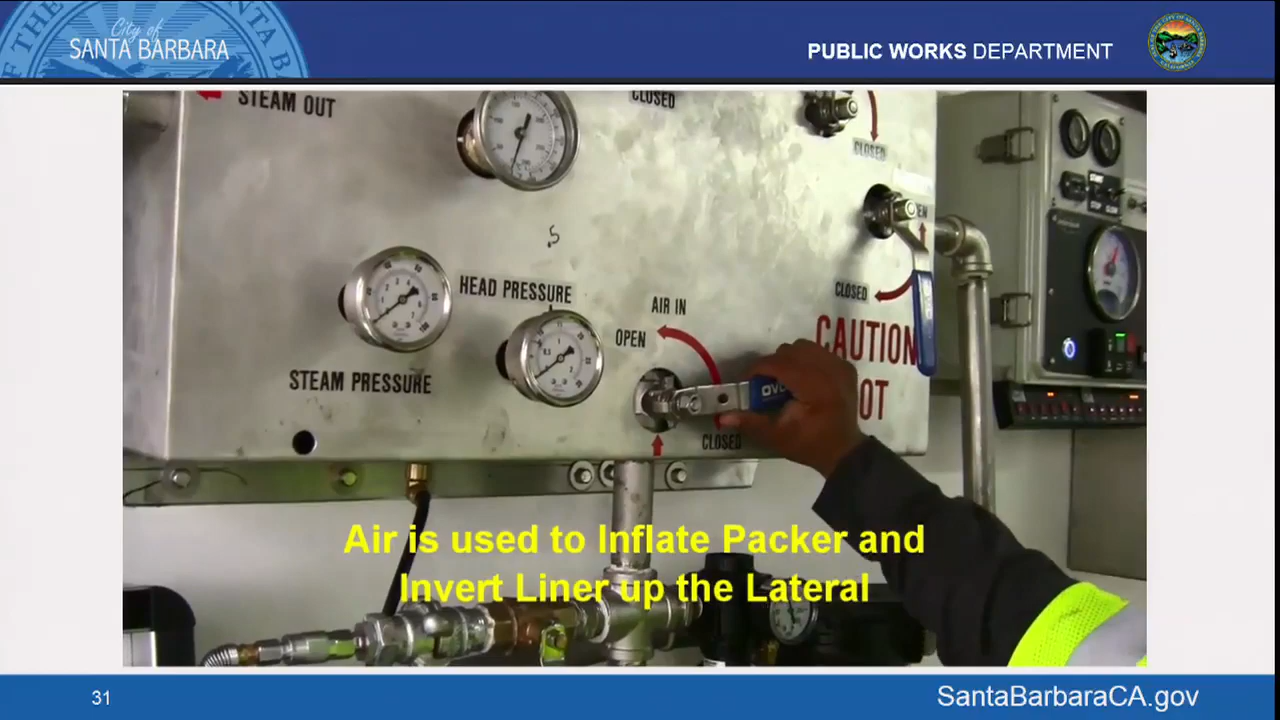 City of
SANTA BARBARA
PUBLIC WORKS DEPARTMENT
STEAM OUT
CLOSED
CLOSED
S
HEAD PRESSURE
AIR IN
OPEN
CLOSED
STEAM PRESSURE
CAUTION
OT
CLOSED
Air is used to Inflate Packer and
Invert Liner up the Lateral
31
SantaBarbaraCA.gov